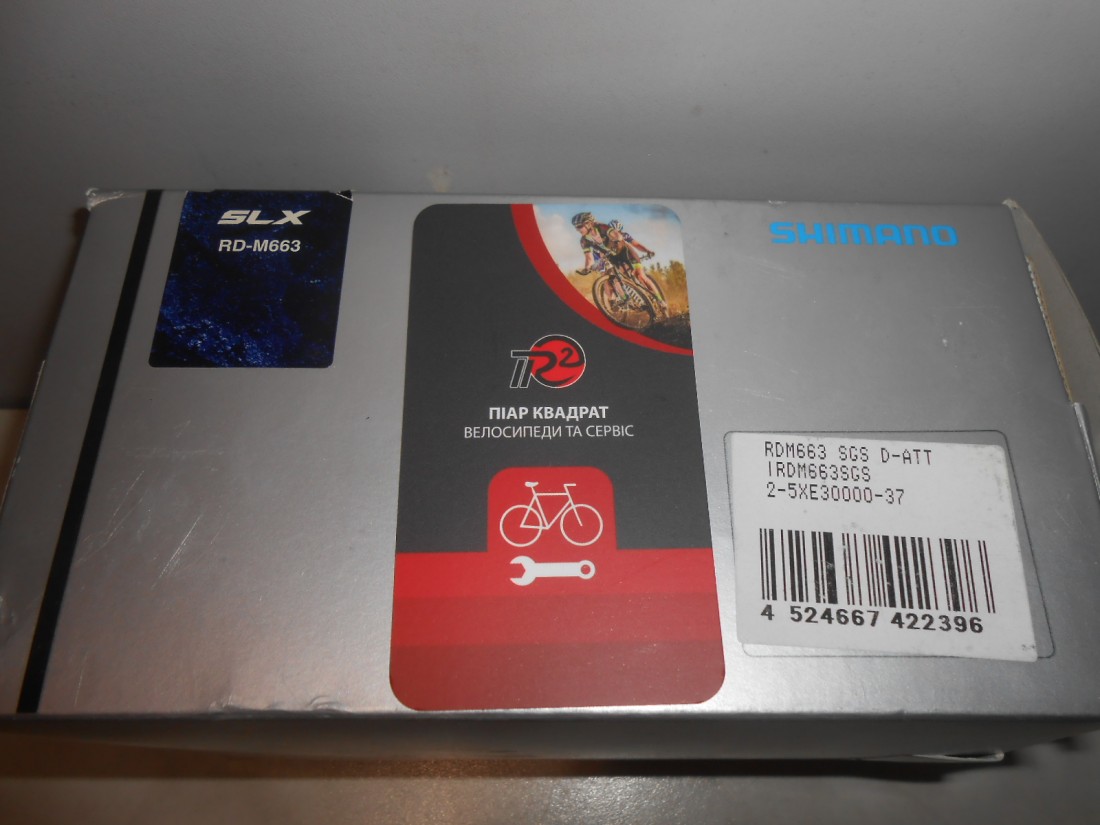 SLX
RD-M663
SHIMANO
ПR2
ПІАР КВАДРАТ
ВЕЛОСИПЕДИ ТА СЕРВІС
RDM663 SGS D-ATT
IRDM663SGS
2-5XE30000-37
4 524667 422396